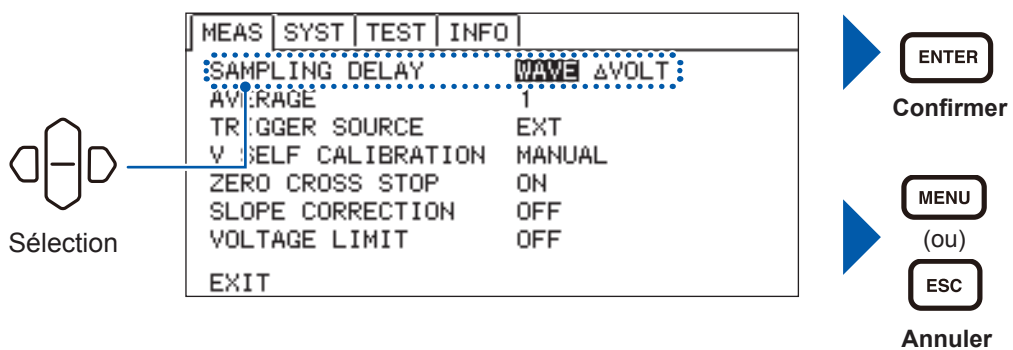 MEAS SYST TEST INFO
SAMPLING DELAY WAVE ΔVOLT
AVERAGE 1
TRIGGER SOURCE EXT
V SELF CALIBRATION MANUAL
ZERO CROSS STOP ON
SLOPE CORRECTION OFF
VOLTAGE LIMIT OFF
EXIT
Sélection
ENTER
Confirmer
MENU
(ou)
ESC
Annuler